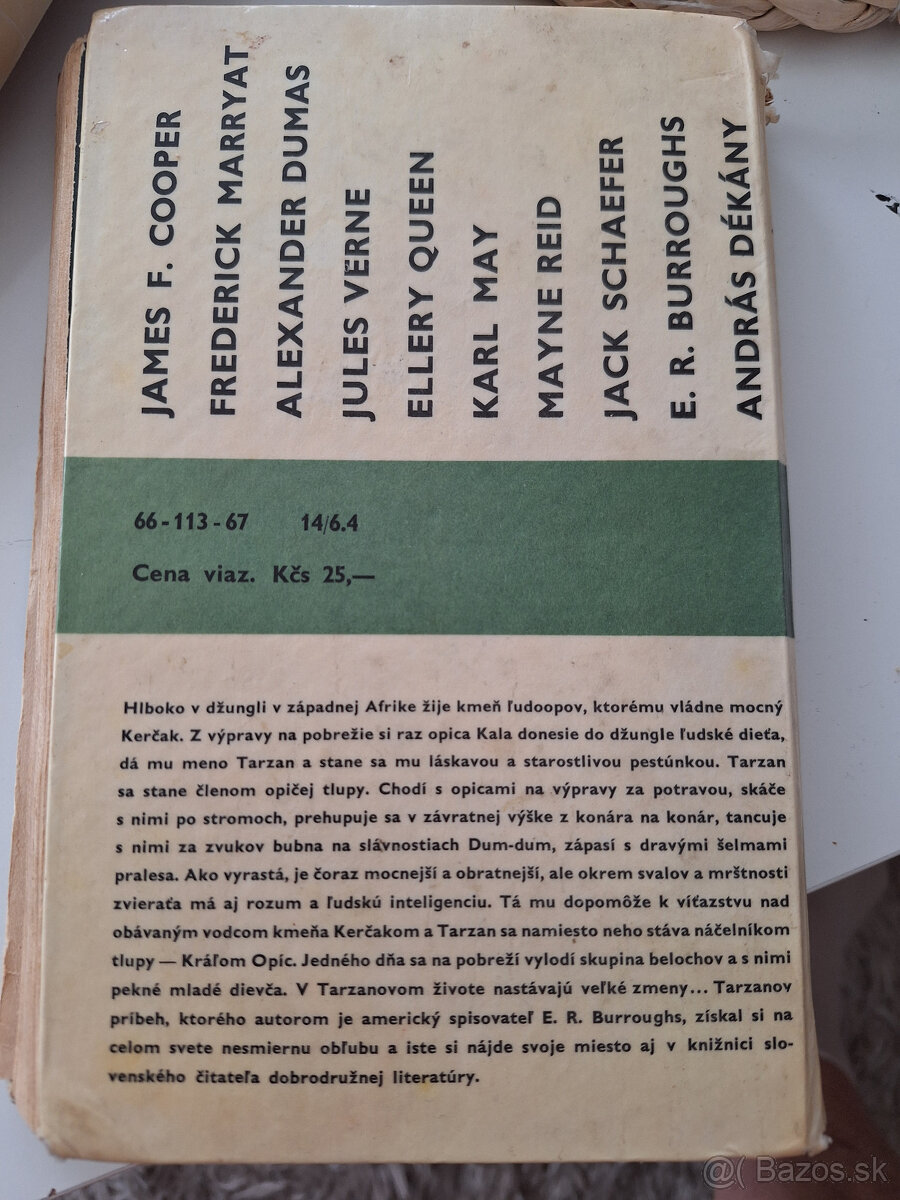 JAMES F. COOPER
FREDERICK MARRYAT
ALEXANDER DUMAS
JULES VERNE
ELLERY QUEEN
KARL MAY
MAYNE REID
JACK SCHAEFER
E. R. BURROUGHS
ANDRÁS DÉKÁNY
66-113-67 14/6.4
Cena viaz. Kčs 25,—
Hlboko v džungli v západnej Afrike žije kmeň ľudoopov, ktorému vládne mocný
Kerčak. Z výpravy na pobrežie si raz opica Kala donesie do džungle ľudské dieťa,
dá mu meno Tarzan a stane sa mu láskavou a starostlivou pestúnkou. Tarzan
sa stane členom opičej tlupy. Chodí s opicami na výpravy za potravou, skáče
s nimi po stromoch, prehupuje sa v závratnej výške z konára na konár, tancuje
s nimi za zvukov bubna na slávnostiach Dum-dum, zápasí s dravými šelmami
pralesa. Ako vyrastá, je čoraz mocnejší a obratnejší, ale okrem svalov a mrštnosti
zvieraťa má aj rozum a ľudskú inteligenciu. Tá mu dopomôže k víťazstvu nad
obávaným vodcom kmeňa Kerčakom a Tarzan sa namiesto neho stáva náčelníkom
tlupy — Kráľom Opíc. Jedného dňa sa na pobreží vylodí skupina belochov a s nimi
pekné mladé dievča. V Tarzanovom živote nastávajú veľké zmeny... Tarzanov
príbeh, ktorého autorom je americký spisovateľ E. R. Burroughs, získal si na
celom svete nesmiernu obľubu a iste si nájde svoje miesto aj v knižnici slo-
venského čitateľa dobrodružnej literatúry.
@( Bazos.sk